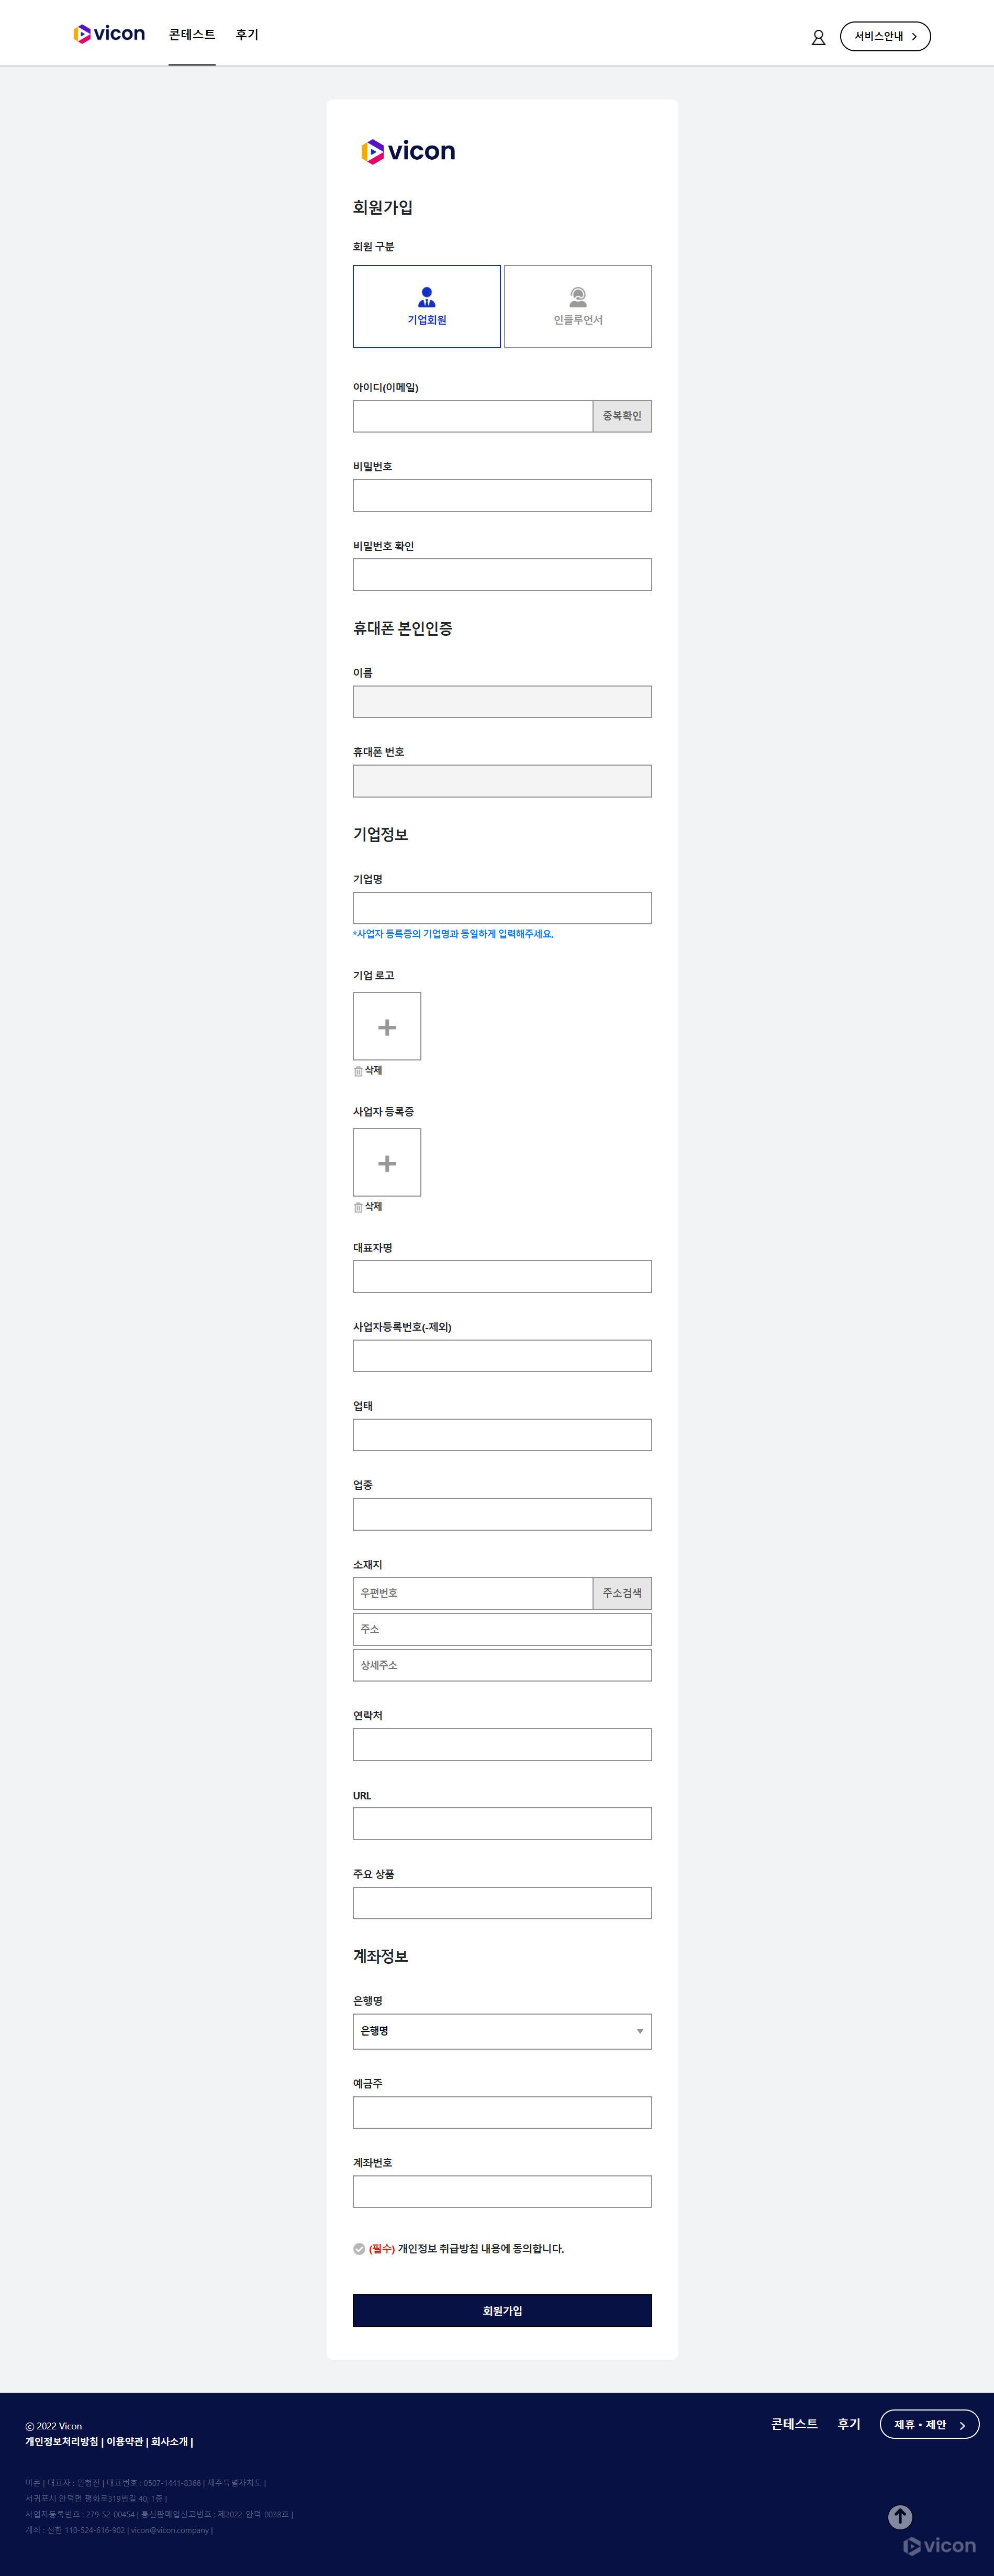 vicon 콘테스트 후기 서비스안내
vicon
회원가입
회원 구분
기업회원 인플루언서
아이디(이메일)
중복확인
비밀번호
비밀번호 확인
휴대폰 본인인증
이름
휴대폰 번호
기업정보
기업명
*사업자 등록증의 기업명과 동일하게 입력해주세요.
기업 로고
삭제
사업자 등록증
삭제
대표자명
사업자등록번호(-제외)
업태
업종
소재지
우편번호 주소검색
주소
상세주소
연락처
URL
주요 상품
계좌정보
은행명
은행명
예금주
계좌번호
(필수) 개인정보 취급방침 내용에 동의합니다.
회원가입
콘테스트 후기 제휴 • 제안
ⓒ 2022 Vicon
개인정보처리방침 | 이용약관 | 회사소개 |
비콘 | 대표자 : 민형진 | 대표번호 : 0507-1441-8366 | 제주특별자치도 |
서귀포시 안덕면 평화로319번길 40, 1층 |
사업자등록번호 : 279-52-00454 | 통신판매업신고번호 : 제2022-안덕-0038호 |
계좌 : 신한 110-524-616-902 | vicon@vicon.company |
vicon